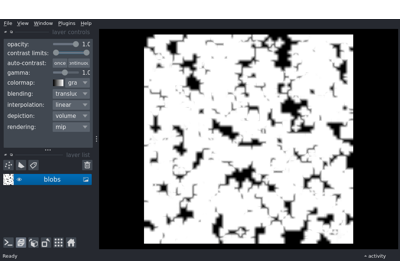 File View Window Plugins Help
layer controls
opacity: 1.0
contrast limits:
auto-contrast: once
gamma: 1.0
colormap: gra
blending: translu
interpolation: linear
depiction: volume
rendering: mip
layer list
blobs
Ready
activity